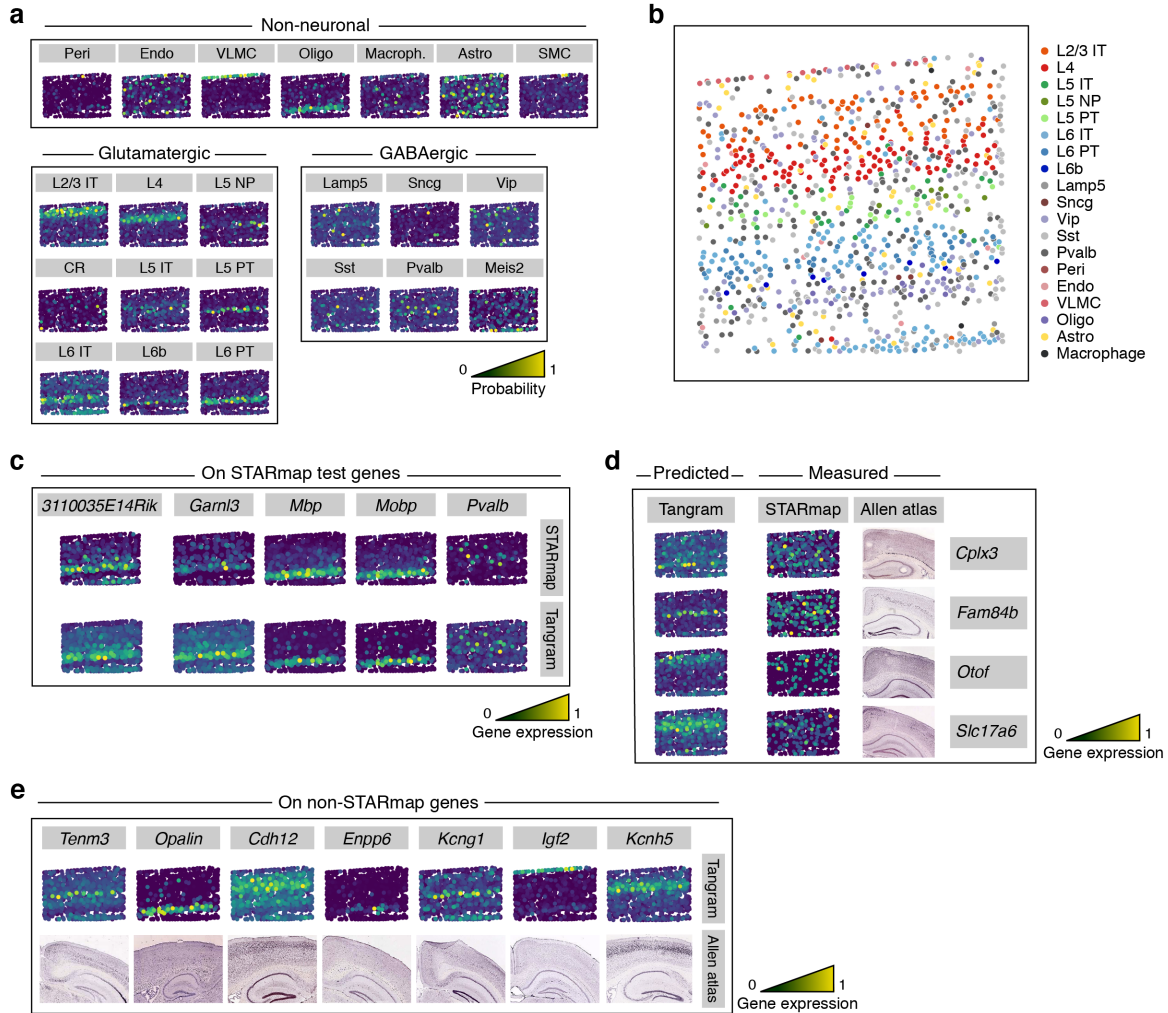 a
Non-neuronal
Peri Endo VLMC Oligo Macroph. Astro SMC
Glutamatergic
L2/3 IT L4 L5 NP
CR L5 IT L5 PT
L6 IT L6b L6 PT
GABAergic
Lamp5 Sncg Vip
Sst Pvalb Meis2
0 1
Probability
b
L2/3 IT
L4
L5 IT
L5 NP
L5 PT
L6 IT
L6 PT
L6b
Lamp5
Sncg
Vip
Sst
Pvalb
Peri
Endo
VLMC
Oligo
Astro
Macrophage
c
On STARmap test genes
3110035E14Rik Garnl3 Mbp Mobp Pvalb
STARmap
Tangram
0 1
Gene expression
d
Predicted Measured
Tangram STARmap Allen atlas
Cplx3
Fam84b
Otof
Slc17a6
0 1
Gene expression
e
On non-STARmap genes
Tenm3 Opalin Cdh12 Enpp6 Kcng1 Igf2 Kcnh5
Tangram
Allen atlas
0 1
Gene expression